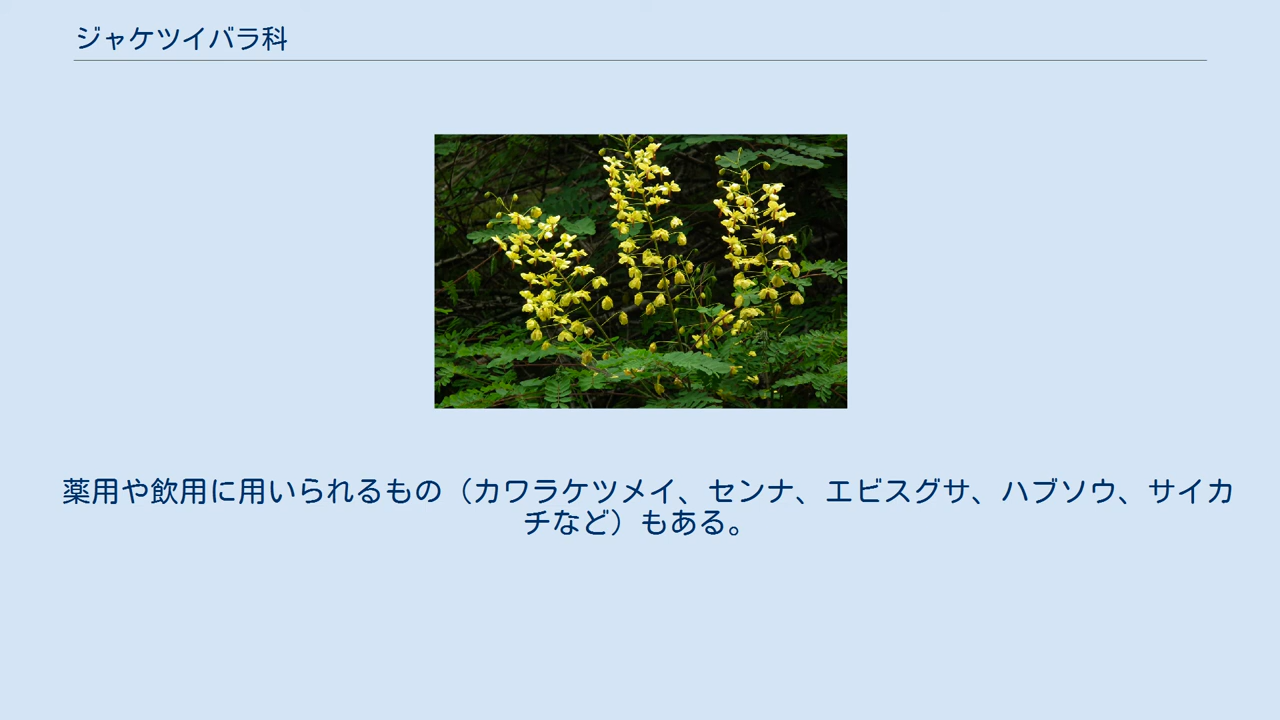 ジャケツイバラ科
薬用や飲用に用いられるもの（カワラケツメイ、センナ、エビスグサ、ハブソウ、サイカ
チなど）もある。